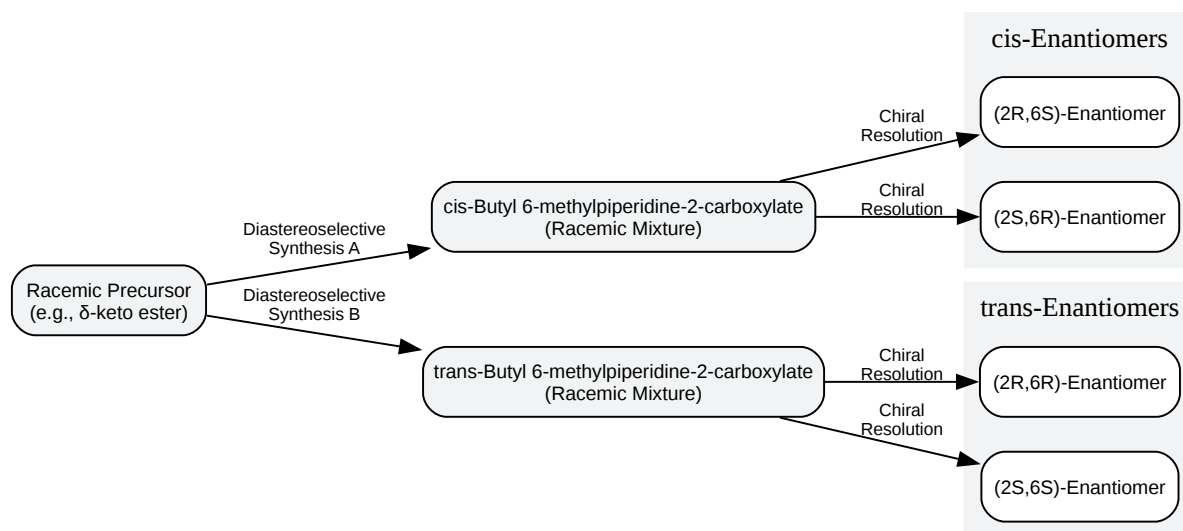 cis-Enantiomers
Chiral
Resolution
(2R,6S)-Enantiomer
cis-Butyl 6-methylpiperidine-2-carboxylate
(Racemic Mixture)
Chiral
Resolution
(2S,6R)-Enantiomer
Diastereoselective
Synthesis A
Racemic Precursor
(e.g., δ-keto ester)
Diastereoselective
Synthesis B
trans-Enantiomers
trans-Butyl 6-methylpiperidine-2-carboxylate
(Racemic Mixture)
Chiral
Resolution
(2R,6R)-Enantiomer
Chiral
Resolution
(2S,6S)-Enantiomer